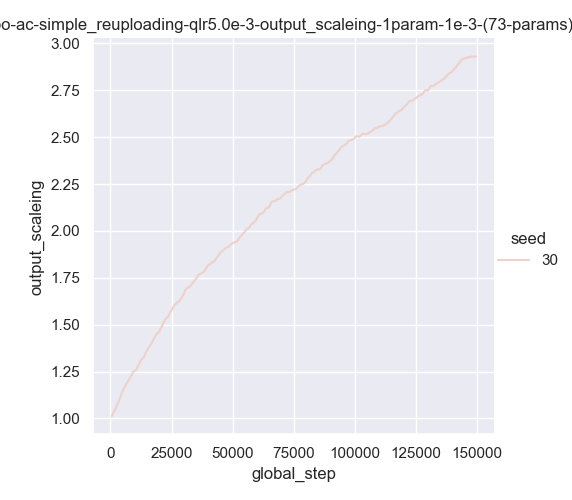 o-ac-simple_reuploading-qlr5.0e-3-output_scaleing-1param-1e-3-(73-params)
3.00
2.75
2.50
2.25
2.00
1.75
1.50
1.25
1.00
output_scaleing
0 25000 50000 75000 100000 125000 150000
global_step
seed
30